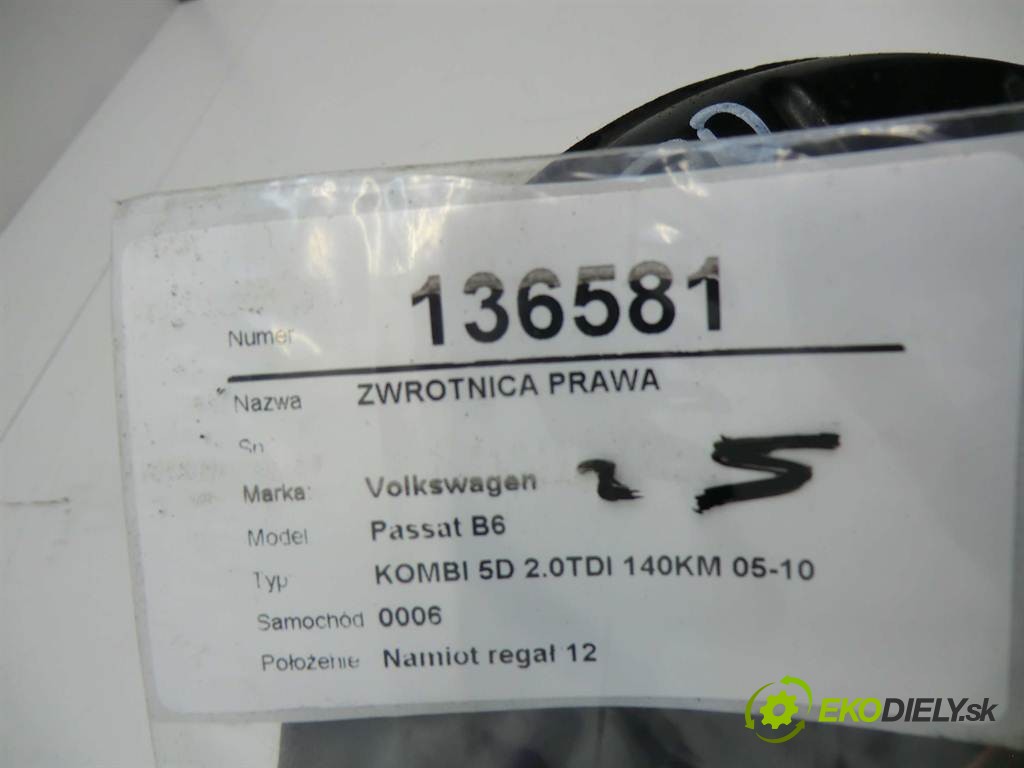 Numer 136581
Nazwa ZWROTNICA PRAWA
Sn
Marka: Volkswagen 25
Model Passat B6
Typ KOMBI 5D 2.0TDI 140KM 05-10
Samochód 0006
Położenie Namiot regał 12
EKODIELY.sk